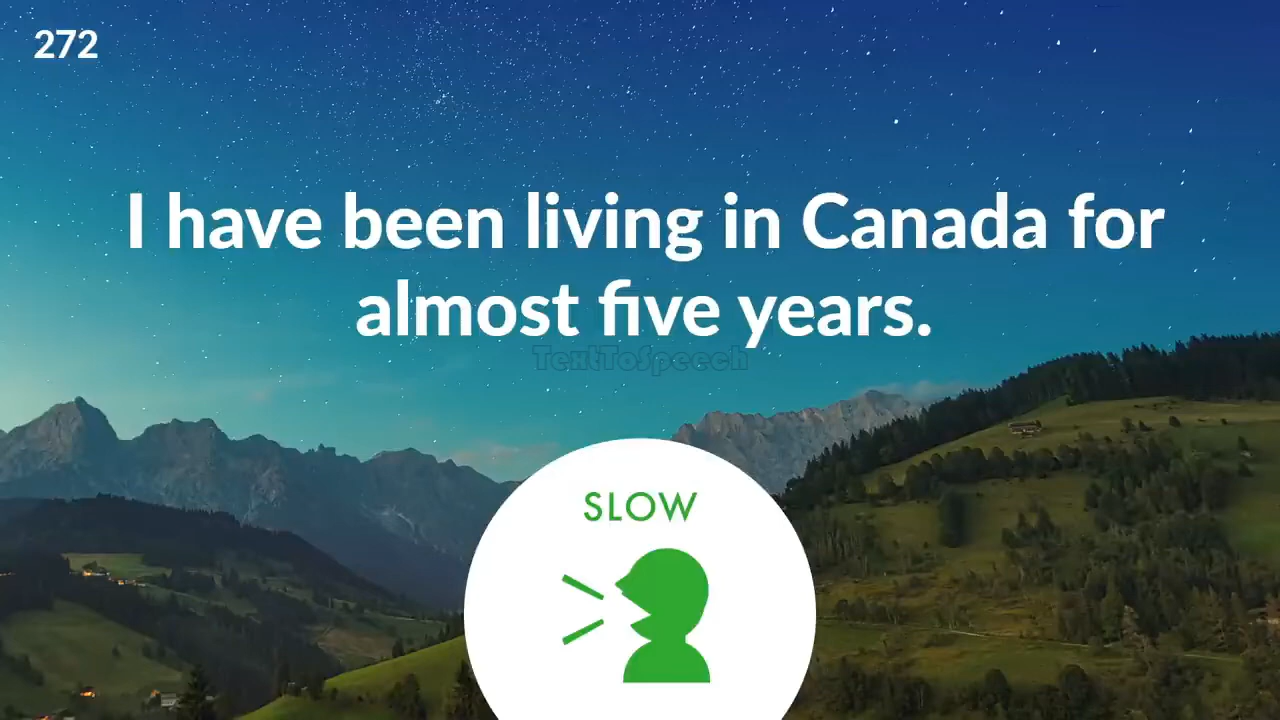 272
I have been living in Canada for
almost five years.
TextToSpeech
SLOW